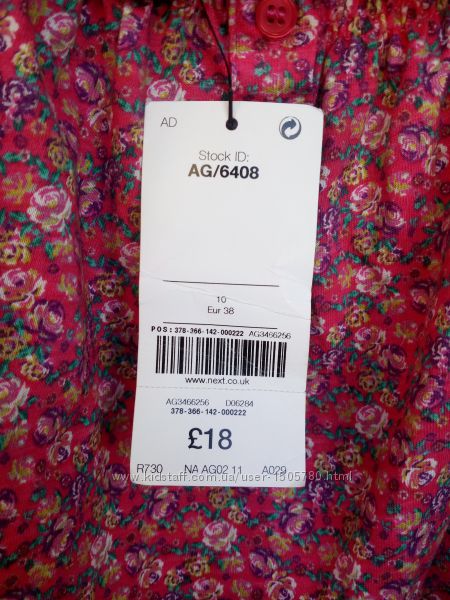 AD
Stock ID:
AG/6408
10
Eur 38
POS: 378-366-142-000222 AG3466256
www.next.co.uk
AG3466256 D06284
378-366-142-000222
£18
R730 NA AG02 11 A029
www.kidstaff.com.ua/user-1305780.html